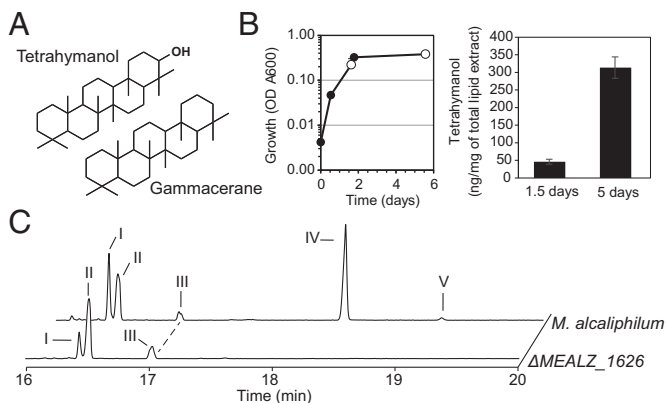 A
Tetrahymanol
OH
Gammacerane
B
Growth (OD A600)
1.00
0.10
0.01
0.00
0 2 4 6
Time (days)
Tetrahymanol
(ng/mg of total lipid extract)
400
350
300
250
200
150
100
50
0
1.5 days 5 days
C
I
II
III
IV
V
M. alcaliphilum
I
II
III
ΔMEALZ_1626
16 17 18 19 20
Time (min)